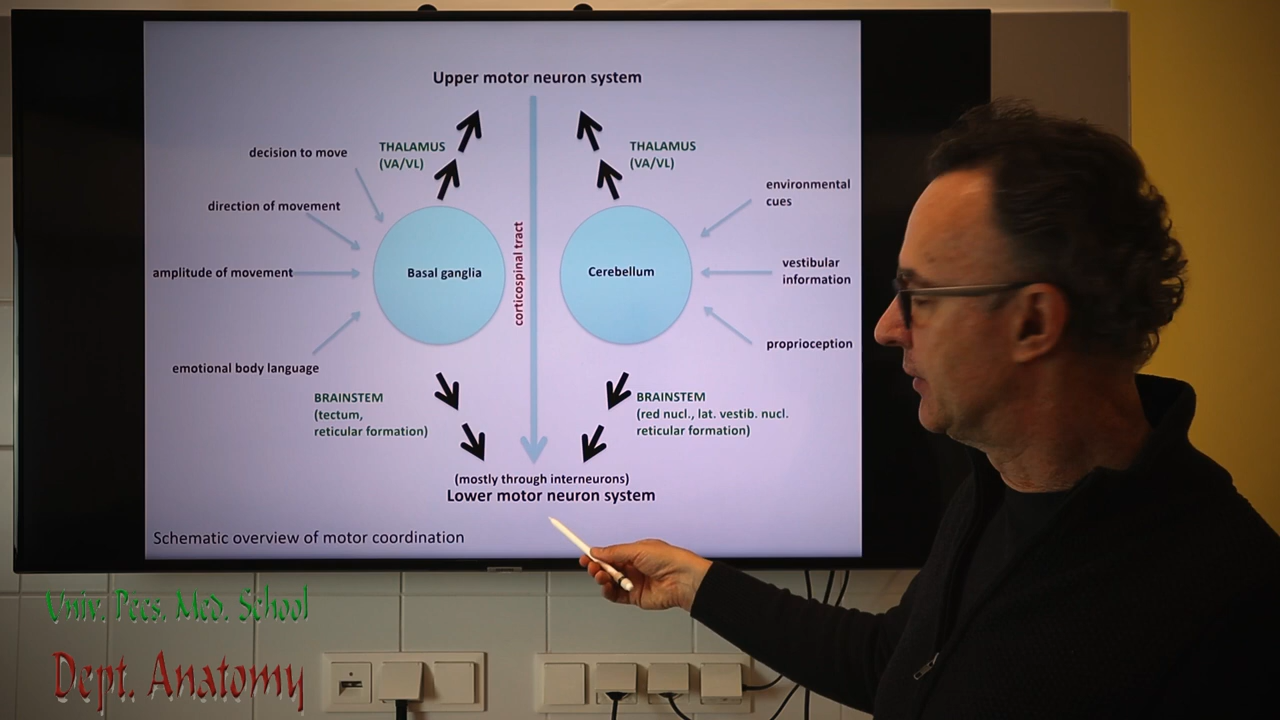 Upper motor neuron system
decision to move
THALAMUS
(VA/VL)
THALAMUS
(VA/VL)
direction of movement
environmental
cues
amplitude of movement
Basal ganglia
corticospinal tract
Cerebellum
vestibular
information
emotional body language
proprioception
BRAINSTEM
(tectum,
reticular formation)
BRAINSTEM
(red nucl., lat. vestib. nucl.
reticular formation)
(mostly through interneurons)
Lower motor neuron system
Schematic overview of motor coordination
Univ. Pecs. Med. School
Dept. Anatomy